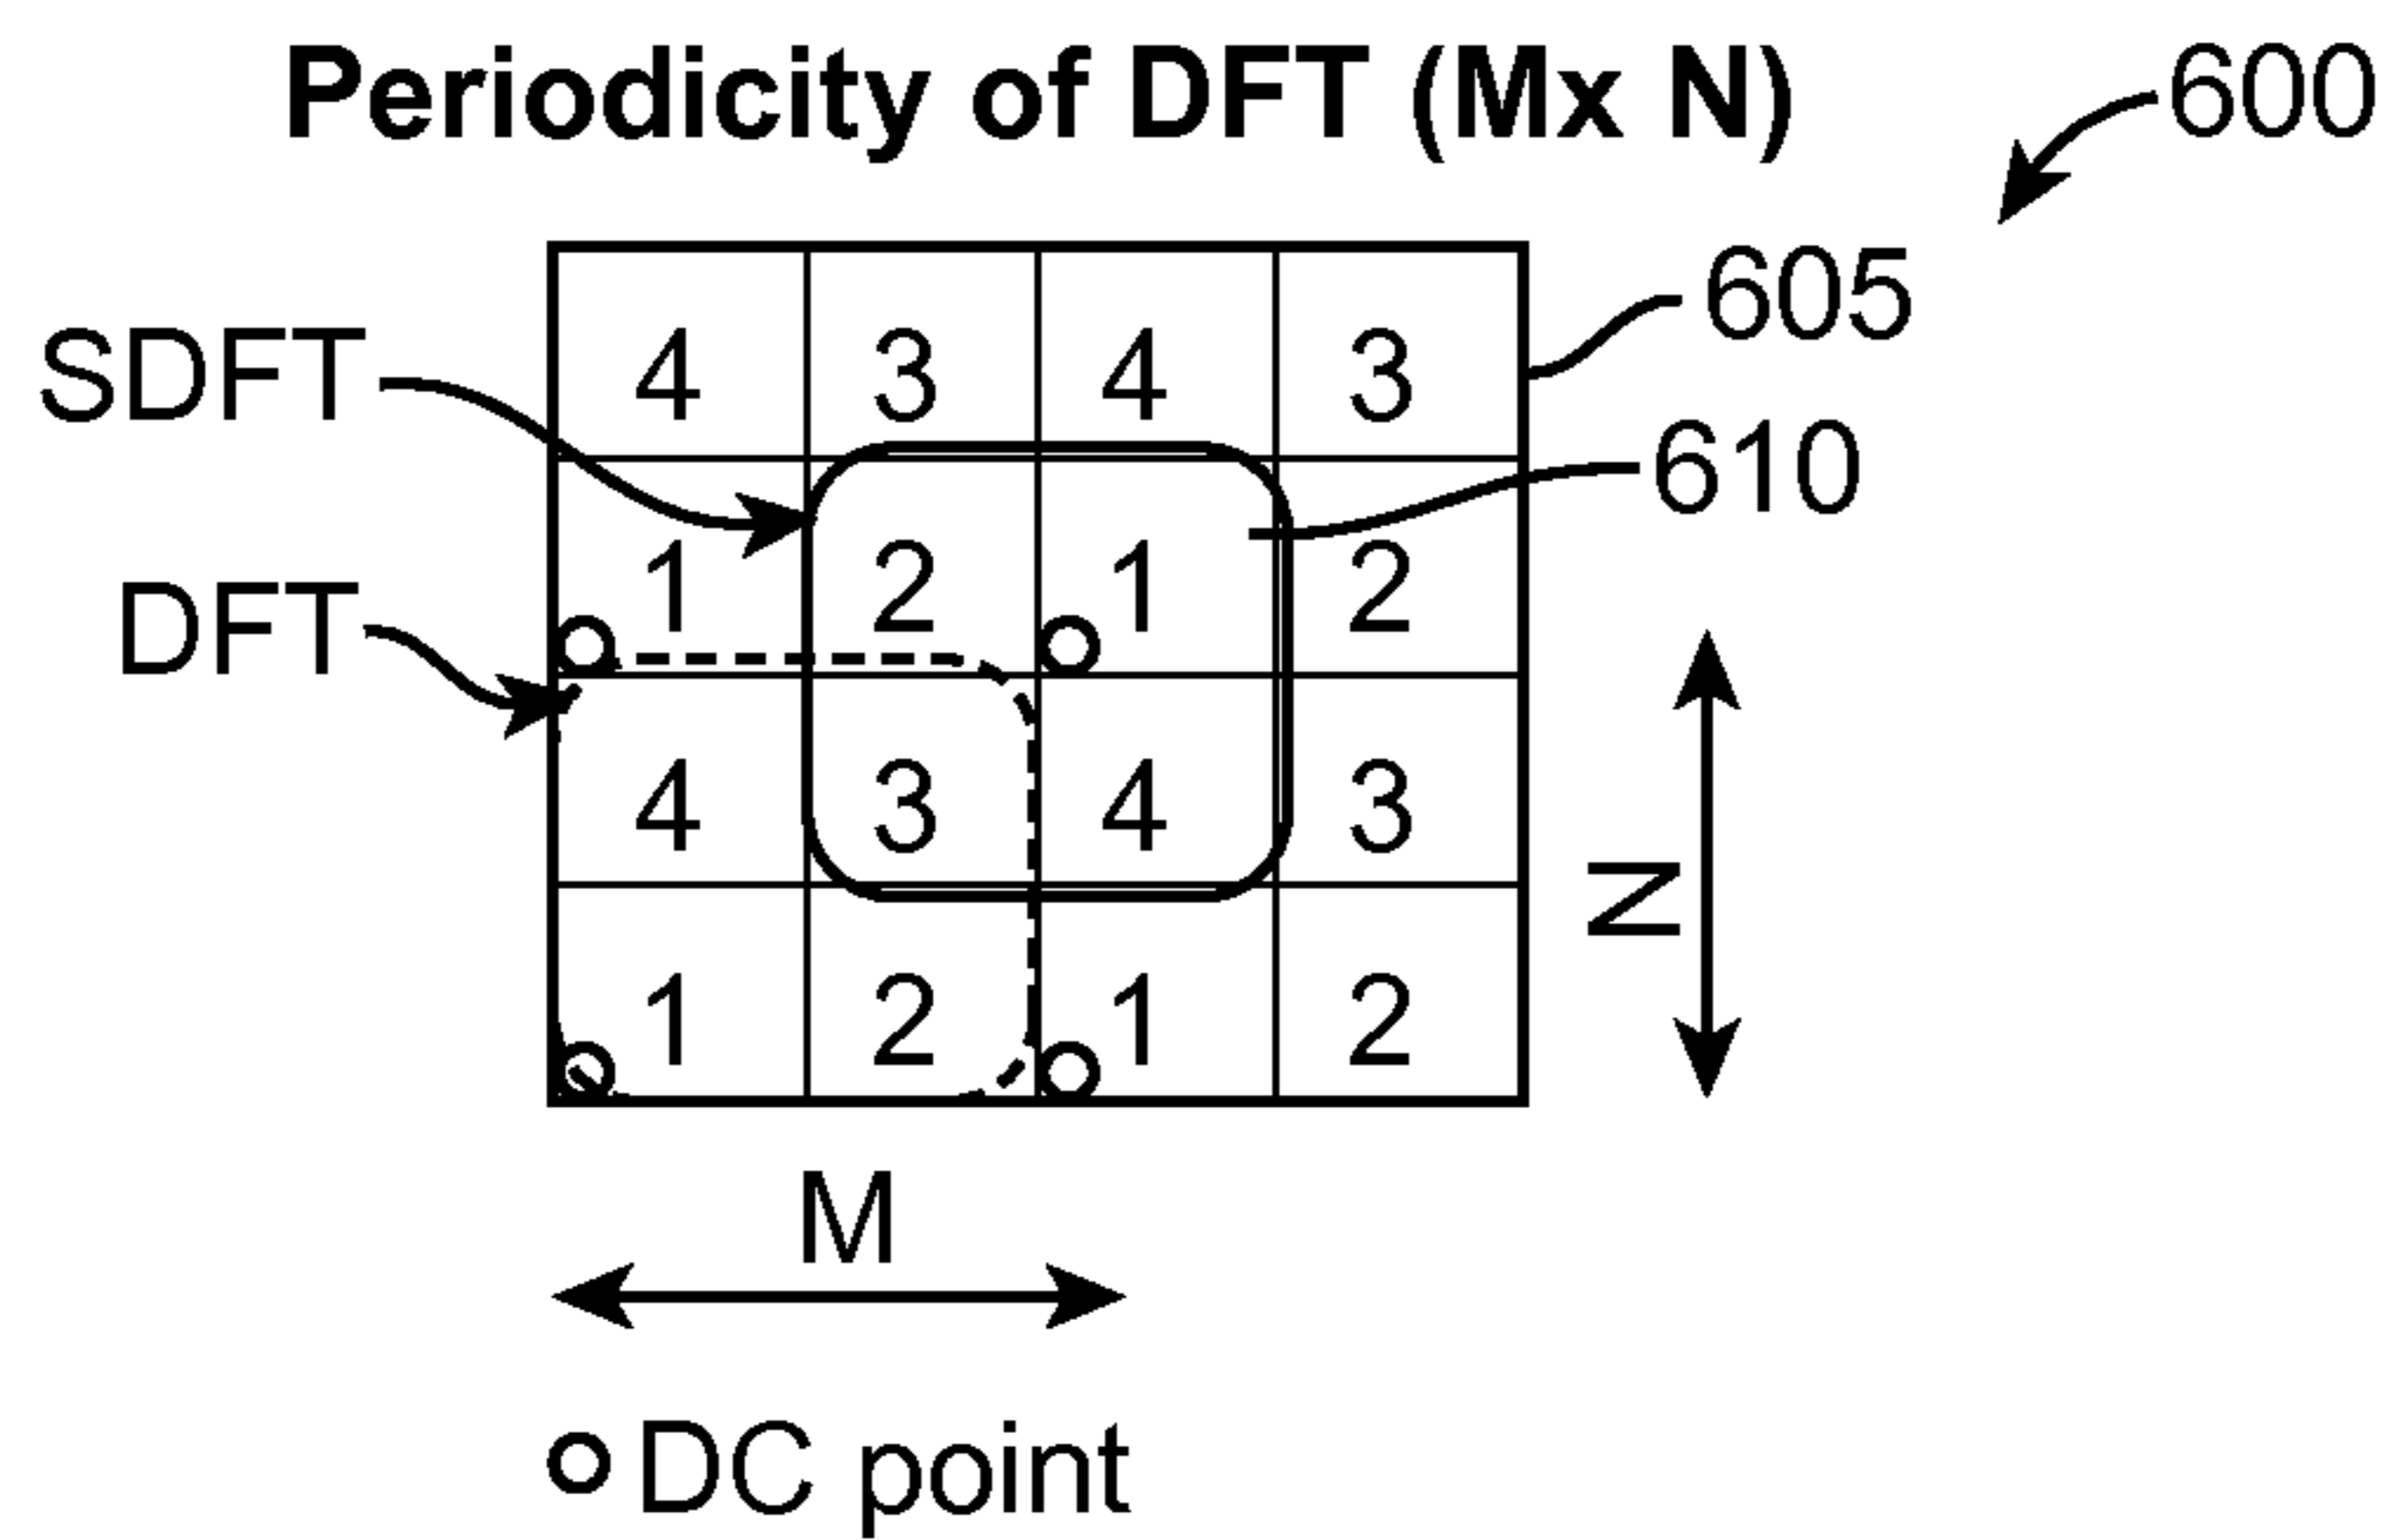 Periodicity of DFT (Mx N)
600
605
4 3 4 3
SDFT
610
1 2 1 2
DFT
4 3 4 3
N
1 2 1 2
M
DC point